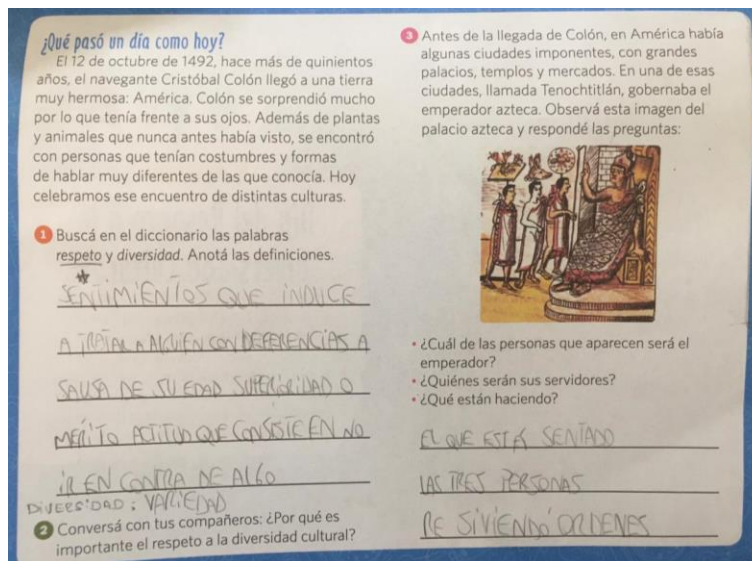 ¿Qué pasó un día como hoy?
El 12 de octubre de 1492, hace más de quinientos
años, el navegante Cristóbal Colón llegó a una tierra
muy hermosa: América. Colón se sorprendió mucho
por lo que tenía frente a sus ojos. Además de plantas
y animales que nunca antes había visto, se encontró
con personas que tenían costumbres y formas
de hablar muy diferentes de las que conocía. Hoy
celebramos ese encuentro de distintas culturas.
1 Buscá en el diccionario las palabras
respeto y diversidad. Anotá las definiciones.
SENTIMIENTOS QUE INDUCE
A TRATAR A ALGUIEN CON DEFERENCIAS A
SAUSA DE SU EDAD SUPERIORIDAD O
MÉRITO ACTITUD QUE CONSISTE EN NO
IR EN CONTRA DE ALGO
DIVERSIDAD: VARIEDAD
2 Conversá con tus compañeros: ¿Por qué es
importante el respeto a la diversidad cultural?
3 Antes de la llegada de Colón, en América había
algunas ciudades imponentes, con grandes
palacios, templos y mercados. En una de esas
ciudades, llamada Tenochtitlán, gobernaba el
emperador azteca. Observá esta imagen del
palacio azteca y respondé las preguntas:
• ¿Cuál de las personas que aparecen será el
emperador?
• ¿Quiénes serán sus servidores?
• ¿Qué están haciendo?
EL QUE ESTÁ SENTADO
LAS TRES PERSONAS
RE SIVIENDO ORDENES